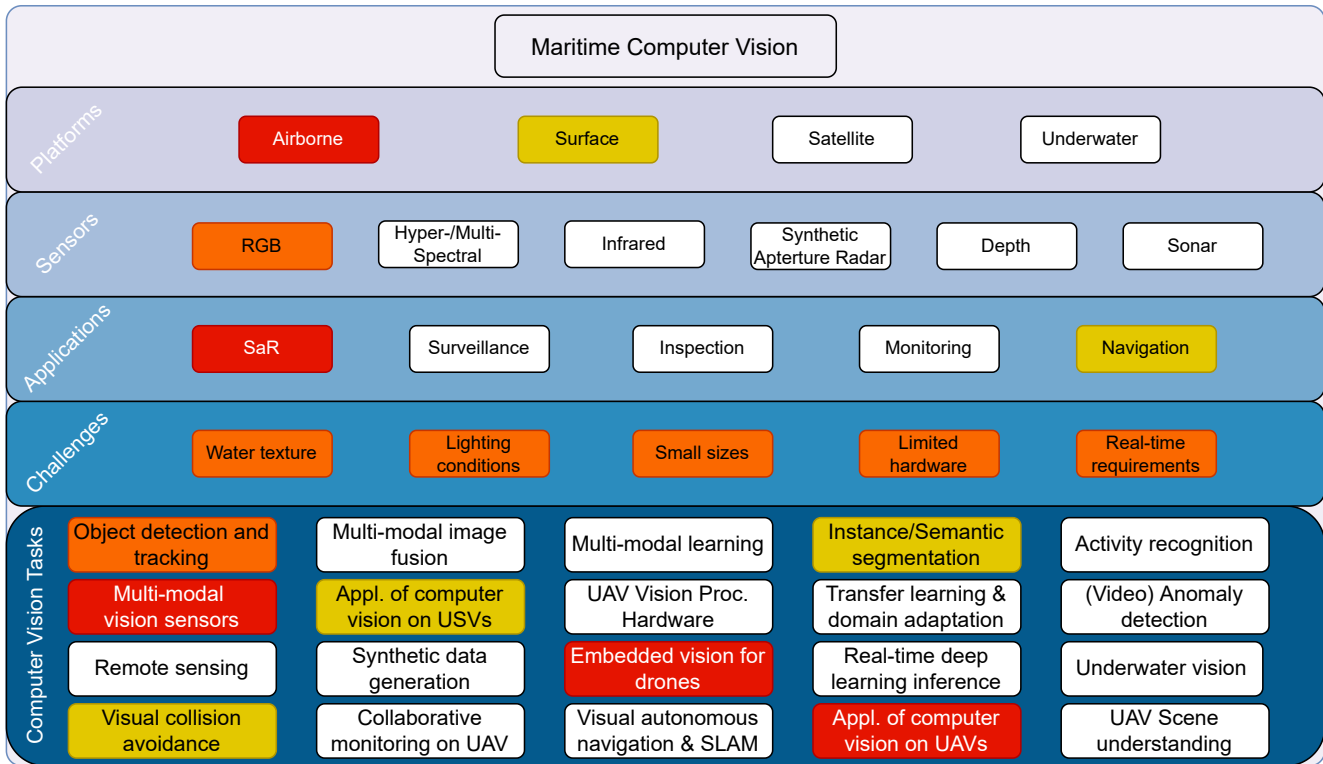 Maritime Computer Vision
Platforms
Airborne
Surface
Satellite
Underwater
Sensors
RGB
Hyper-/Multi-
Spectral
Infrared
Synthetic
Apterture Radar
Depth
Sonar
Applications
SaR
Surveillance
Inspection
Monitoring
Navigation
Challenges
Water texture
Lighting
conditions
Small sizes
Limited
hardware
Real-time
requirements
Computer Vision Tasks
Object detection and
tracking
Multi-modal image
fusion
Multi-modal learning
Instance/Semantic
segmentation
Activity recognition
Multi-modal
vision sensors
Appl. of computer
vision on USVs
UAV Vision Proc.
Hardware
Transfer learning &
domain adaptation
(Video) Anomaly
detection
Remote sensing
Synthetic data
generation
Embedded vision for
drones
Real-time deep
learning inference
Underwater vision
Visual collision
avoidance
Collaborative
monitoring on UAV
Visual autonomous
navigation & SLAM
Appl. of computer
vision on UAVs
UAV Scene
understanding